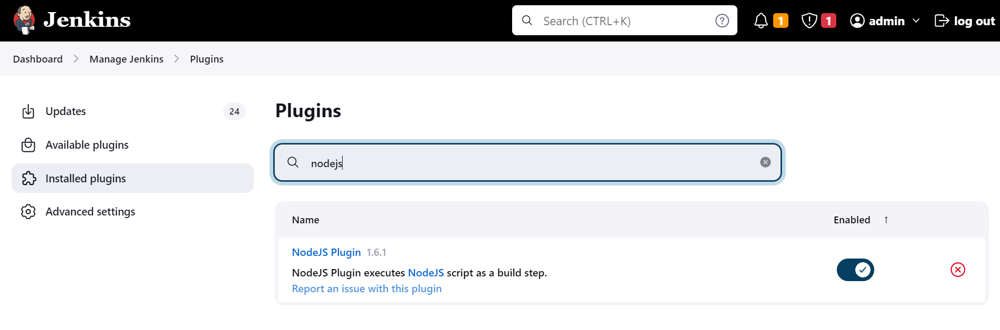 Jenkins
Search (CTRL+K)
?
1
1
admin
log out
Dashboard
Manage Jenkins
Plugins
Updates
24
Available plugins
Installed plugins
Advanced settings
Plugins
nodejs
Name
Enabled ↑
NodeJS Plugin 1.6.1
NodeJS Plugin executes NodeJS script as a build step.
Report an issue with this plugin